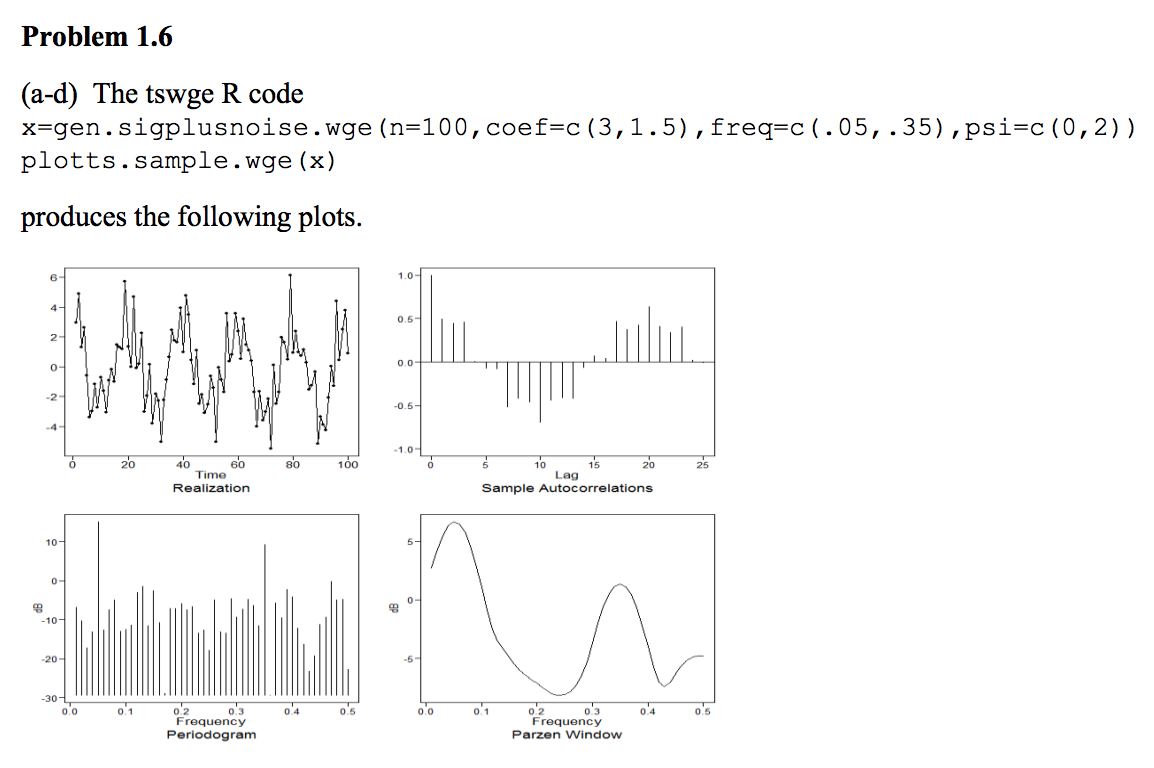 Problem 1.6
(a-d) The tswge R code
x=gen.sigplusnoise.wge(n=100,coef=c(3,1.5),freq=c(.05,.35),psi=c(0,2))
plotts.sample.wge(x)
produces the following plots.
6
4
2
0
-2
-4
0 20 40 60 80 100
Time
Realization
1.0
0.5
0.0
-0.5
-1.0
0 5 10 15 20 25
Lag
Sample Autocorrelations
10
0
-10
-20
-30
dB
0.0 0.1 0.2 0.3 0.4 0.5
Frequency
Periodogram
5
0
-5
dB
0.0 0.1 0.2 0.3 0.4 0.5
Frequency
Parzen Window